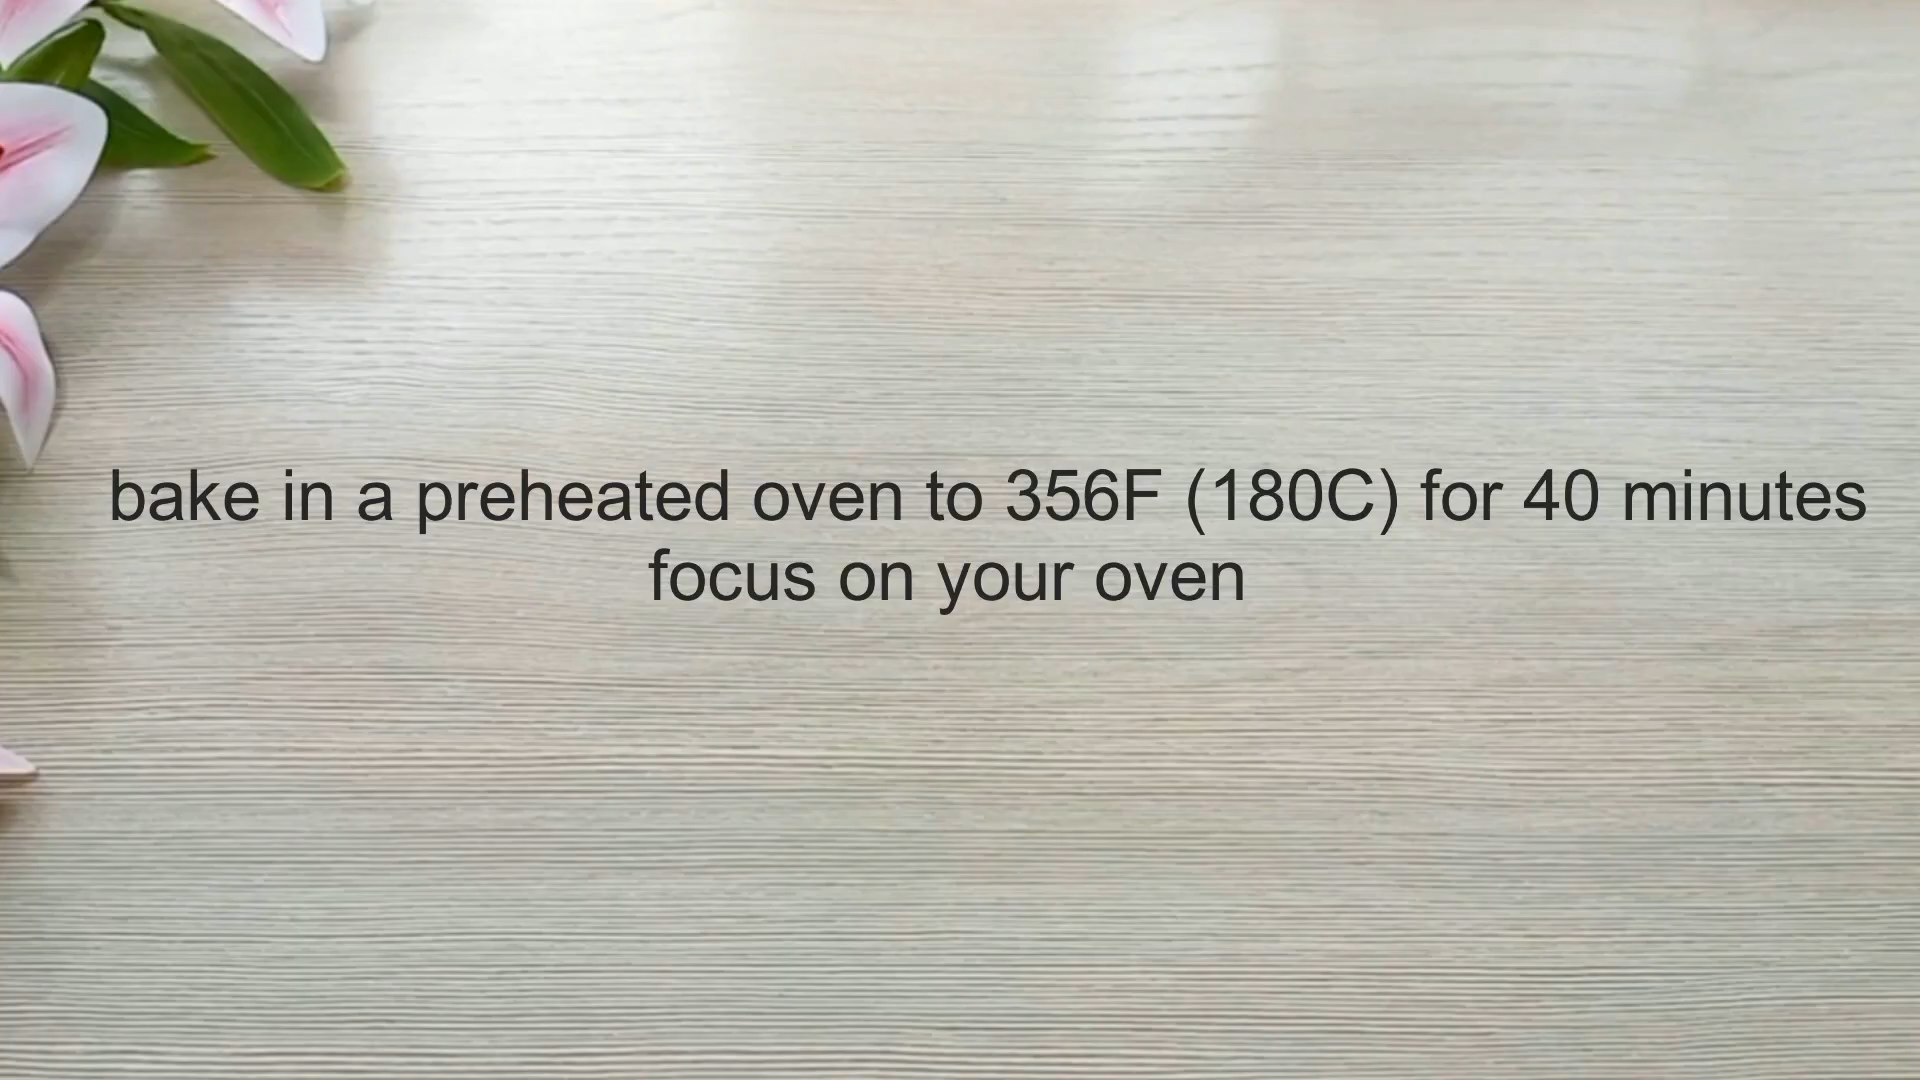 bake in a preheated oven to 356F (180C) for 40 minutes
focus on your oven